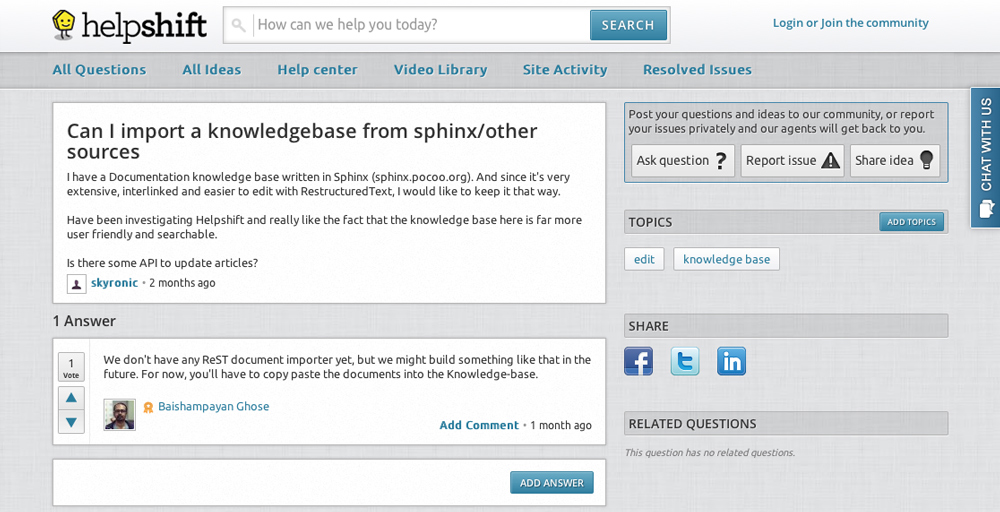 helpshift
How can we help you today?
SEARCH
Login or Join the community
All Questions
All Ideas
Help center
Video Library
Site Activity
Resolved Issues
Can I import a knowledgebase from sphinx/other
sources
I have a Documentation knowledge base written in Sphinx (sphinx.pocoo.org). And since it's very
extensive, interlinked and easier to edit with RestructuredText, I would like to keep it that way.
Have been investigating Helpshift and really like the fact that the knowledge base here is far more
user friendly and searchable.
Is there some API to update articles?
skyronic • 2 months ago
1 Answer
1
Vote
We don't have any ReST document importer yet, but we might build something like that in the
future. For now, you'll have to copy paste the documents into the Knowledge-base.
Baishampayan Ghose
Add Comment • 1 month ago
ADD ANSWER
Post your questions and ideas to our community, or report
your issues privately and our agents will get back to you.
Ask question ?
Report issue
Share idea
TOPICS
ADD TOPICS
edit
knowledge base
SHARE
RELATED QUESTIONS
This question has no related questions.
CHAT WITH US